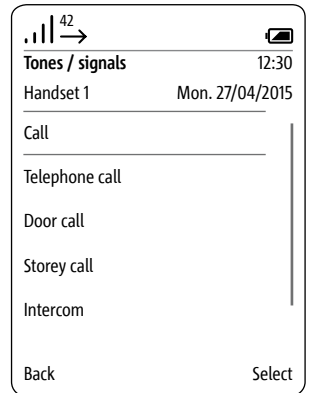 42
Tones / signals 12:30
Handset 1 Mon. 27/04/2015
Call
Telephone call
Door call
Storey call
Intercom
Back Select